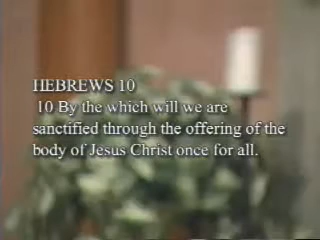 HEBREWS 10
10 By the which will we are
sanctified through the offering of the
body of Jesus Christ once for all.